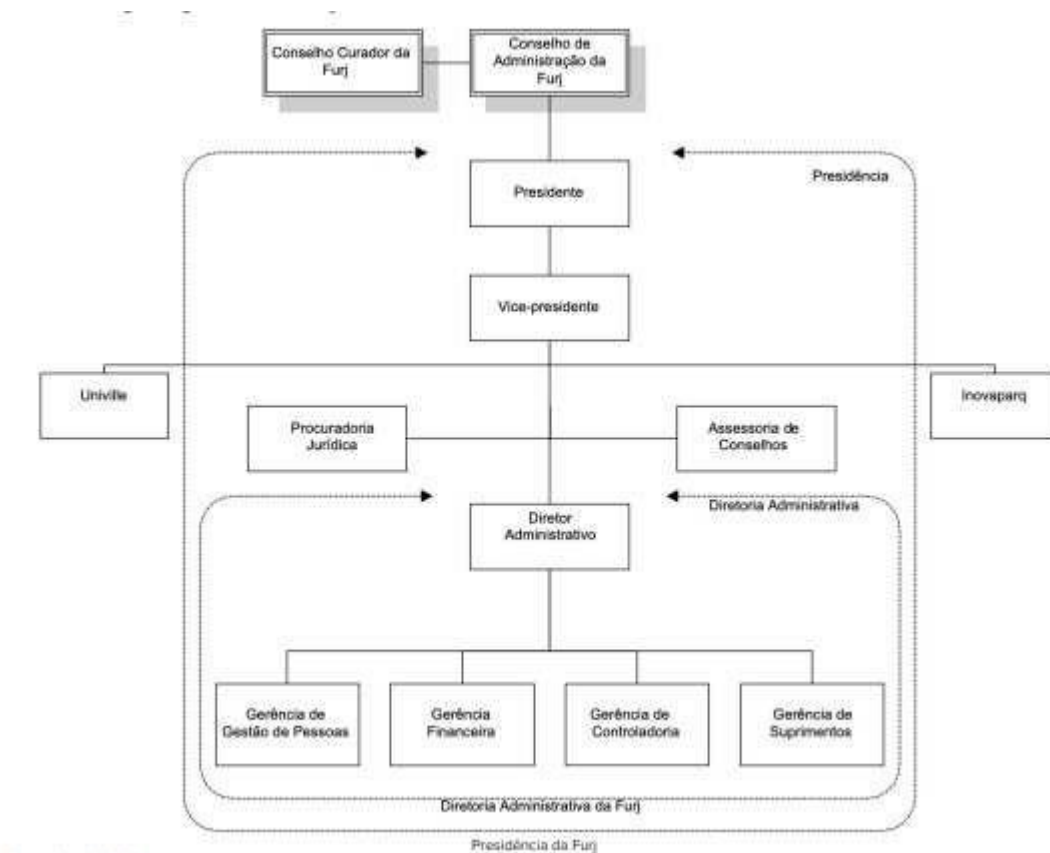 Conselho Curador da
Furj
Conselho de
Administração da
Furj
Presidência
Presidente
Vice-presidente
Univille
Inovaparq
Procuradoria
Jurídica
Assessoria de
Conselhos
Diretoria Administrativa
Diretor
Administrativo
Gerência de
Gestão de Pessoas
Gerência
Financeira
Gerência de
Controladoria
Gerência de
Suprimentos
Diretoria Administrativa da Furj
Presidência da Furj